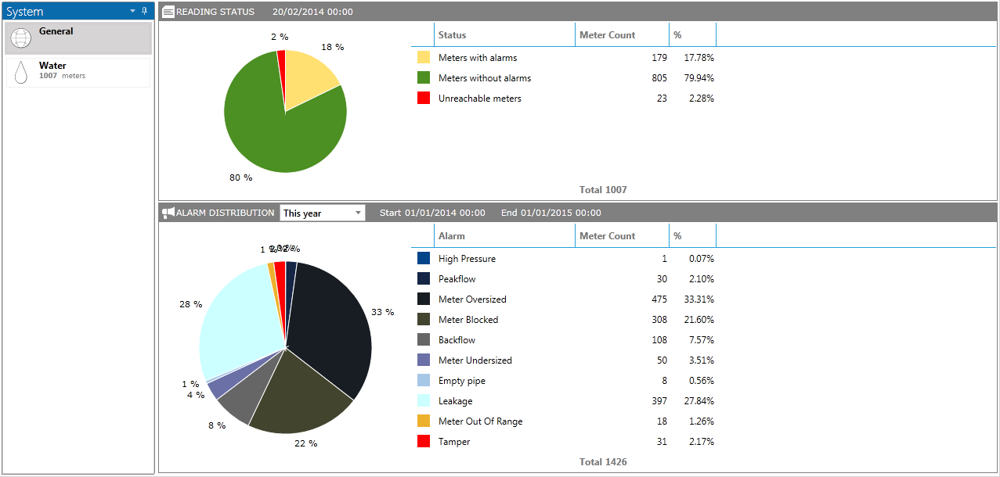 System
General
Water
1007 meters
READING STATUS 20/02/2014 00:00
2 %
18 %
80 %
Status Meter Count %
Meters with alarms 179 17.78%
Meters without alarms 805 79.94%
Unreachable meters 23 2.28%
Total 1007
ALARM DISTRIBUTION This year Start 01/01/2014 00:00 End 01/01/2015 00:00
1 %
33 %
28 %
1 %
4 %
8 %
22 %
Alarm Meter Count %
High Pressure 1 0.07%
Peakflow 30 2.10%
Meter Oversized 475 33.31%
Meter Blocked 308 21.60%
Backflow 108 7.57%
Meter Undersized 50 3.51%
Empty pipe 8 0.56%
Leakage 397 27.84%
Meter Out Of Range 18 1.26%
Tamper 31 2.17%
Total 1426